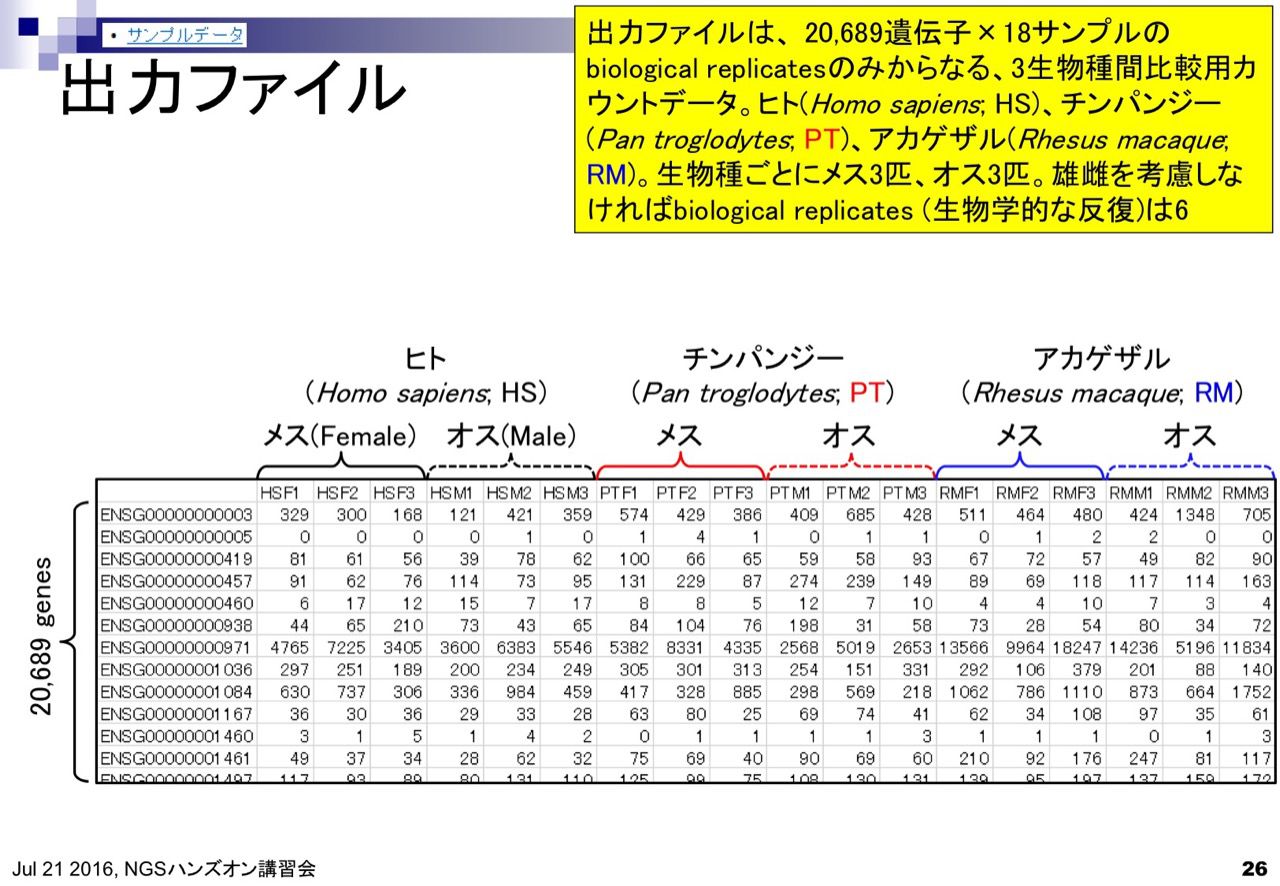 • サンプルデータ
出力ファイル
出力ファイルは、20,689遺伝子×18サンプルの
biological replicatesのみからなる、3生物種間比較用カ
ウントデータ。ヒト(Homo sapiens; HS)、チンパンジー
(Pan troglodytes; PT)、アカゲザル(Rhesus macaque;
RM)。生物種ごとにメス3匹、オス3匹。雄雌を考慮しな
ければbiological replicates (生物学的な反復)は6
ヒト チンパンジー アカゲザル
(Homo sapiens; HS) (Pan troglodytes; PT) (Rhesus macaque; RM)
メス(Female) オス(Male) メス オス メス オス
HSF1 HSF2 HSF3 HSM1 HSM2 HSM3 PTF1 PTF2 PTF3 PTM1 PTM2 PTM3 RMF1 RMF2 RMF3 RMM1 RMM2 RMM3
ENSG00000000003 329 300 168 121 421 359 574 429 386 409 685 428 511 464 480 424 1348 705
ENSG00000000005 0 0 0 0 1 0 1 4 1 0 1 1 0 1 2 2 0 0
ENSG00000000419 81 61 56 39 78 62 100 66 65 59 58 93 67 72 57 49 82 90
ENSG00000000457 91 62 76 114 73 95 131 229 87 274 239 149 89 69 118 117 114 163
ENSG00000000460 6 17 12 15 7 17 8 8 5 12 7 10 4 4 10 7 3 4
ENSG00000000938 44 65 210 73 43 65 84 104 76 198 31 58 73 28 54 80 34 72
ENSG00000000971 4765 7225 3405 3600 6383 5546 5382 8331 4335 2568 5019 2653 13566 9964 18247 14236 5196 11834
ENSG00000001036 297 251 189 200 234 249 305 301 313 254 151 331 292 106 379 201 88 140
ENSG00000001084 630 737 306 336 984 459 417 328 885 298 569 218 1062 786 1110 873 664 1752
ENSG00000001167 36 30 36 29 33 28 63 80 25 69 74 41 62 34 108 97 35 61
ENSG00000001460 3 1 5 1 4 2 0 1 1 1 1 3 1 1 1 0 1 3
ENSG00000001461 49 37 34 28 62 32 75 69 40 90 69 60 210 92 176 247 81 117
ENSG00000001497 117 93 89 80 131 110 125 99 75 108 130 131 139 95 197 137 159 172
20,689 genes
Jul 21 2016, NGSハンズオン講習会
26